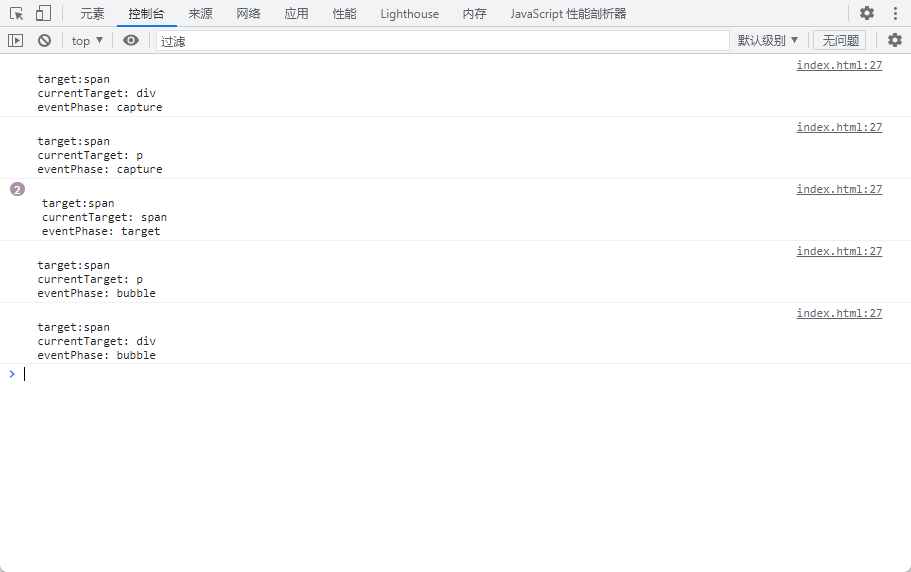 元素 控制台 来源 网络 应用 性能 Lighthouse 内存 JavaScript 性能剖析器
top ▼ 过滤 默认级别 ▼ 无问题
index.html:27
target:span
currentTarget: div
eventPhase: capture
index.html:27
target:span
currentTarget: p
eventPhase: capture
2 index.html:27
target:span
currentTarget: span
eventPhase: target
index.html:27
target:span
currentTarget: p
eventPhase: bubble
index.html:27
target:span
currentTarget: div
eventPhase: bubble
>